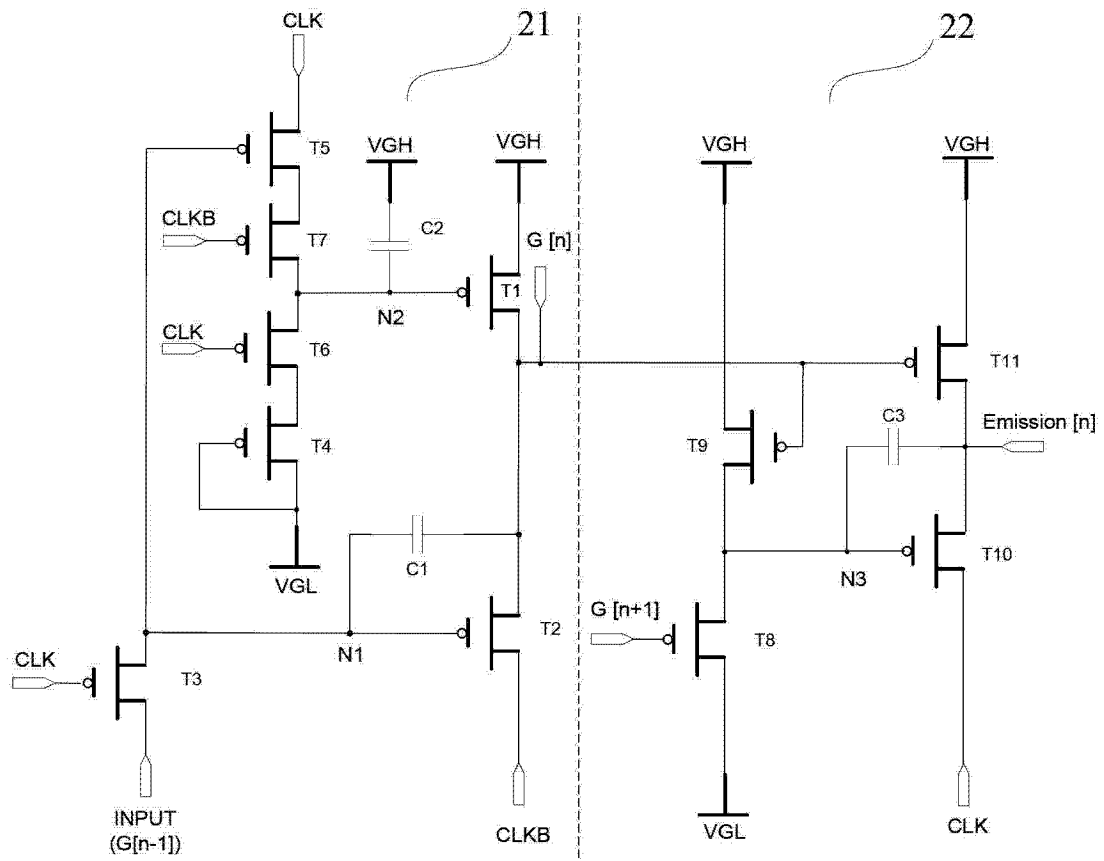 CLK
21
22
T5
VGH
VGH
VGH
VGH
CLKB
T7
C2
G [n]
T1
N2
CLK
T6
T11
C3
Emission [n]
T9
T4
C1
VGL
N3
T10
G [n+1]
T2
T8
N1
CLK
T3
INPUT
(G[n-1])
CLKB
VGL
CLK